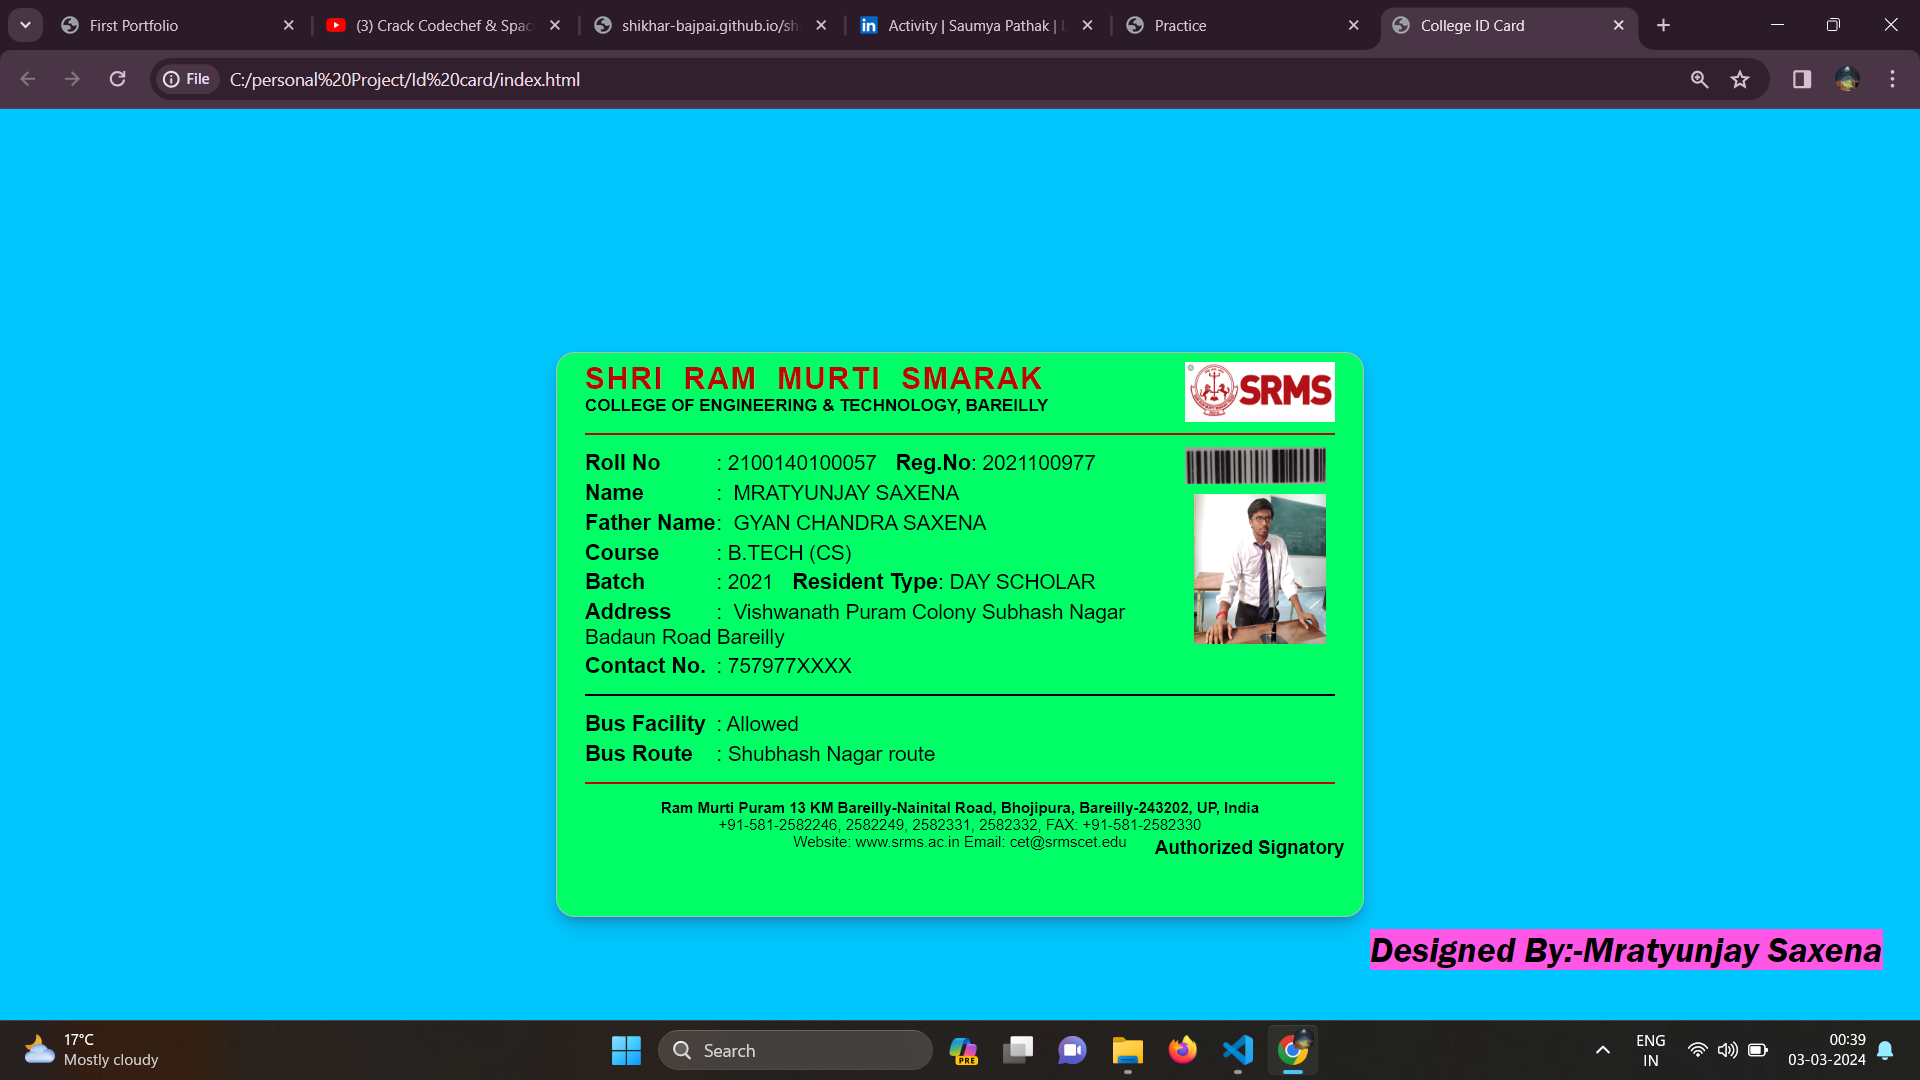 First Portfolio
(3) Crack Codechef & Spac
shikhar-bajpai.github.io/sh
Activity | Saumya Pathak | L
Practice
College ID Card
File C:/personal%20Project/Id%20card/index.html
SHRI RAM MURTI SMARAK
COLLEGE OF ENGINEERING & TECHNOLOGY, BAREILLY
SRMS
Roll No : 2100140100057 Reg.No: 2021100977
Name : MRATYUNJAY SAXENA
Father Name: GYAN CHANDRA SAXENA
Course : B.TECH (CS)
Batch : 2021 Resident Type: DAY SCHOLAR
Address : Vishwanath Puram Colony Subhash Nagar
Badaun Road Bareilly
Contact No. : 757977XXXX
Bus Facility : Allowed
Bus Route : Shubhash Nagar route
Ram Murti Puram 13 KM Bareilly-Nainital Road, Bhojipura, Bareilly-243202, UP, India
+91-581-2582246, 2582249, 2582331, 2582332, FAX: +91-581-2582330
Website: www.srms.ac.in Email: cet@srmscet.edu
Authorized Signatory
Designed By:-Mratyunjay Saxena
17°C
Mostly cloudy
Search
PRE
ENG
IN
00:39
03-03-2024